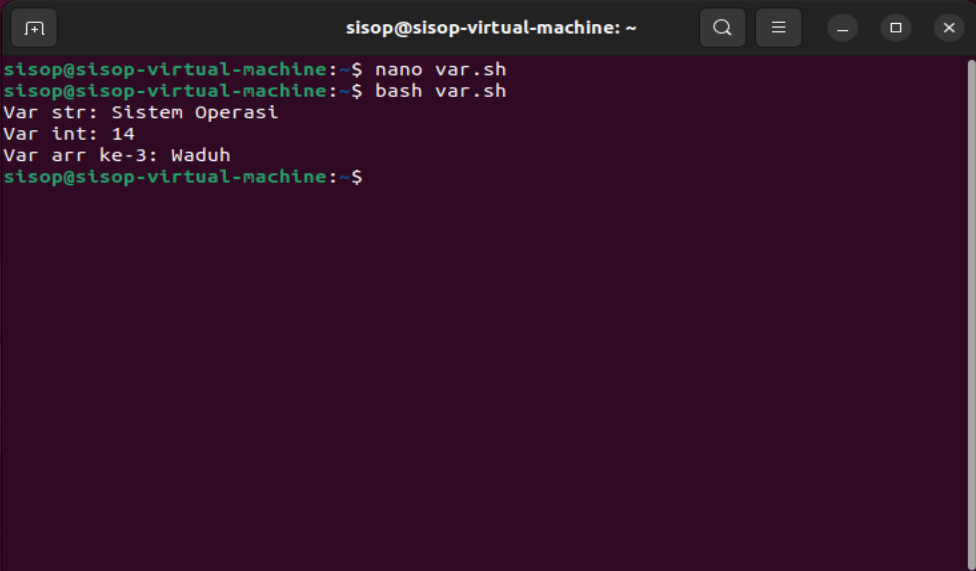 sisop@sisop-virtual-machine: ~
sisop@sisop-virtual-machine:~$ nano var.sh
sisop@sisop-virtual-machine:~$ bash var.sh
Var str: Sistem Operasi
Var int: 14
Var arr ke-3: Waduh
sisop@sisop-virtual-machine:~$